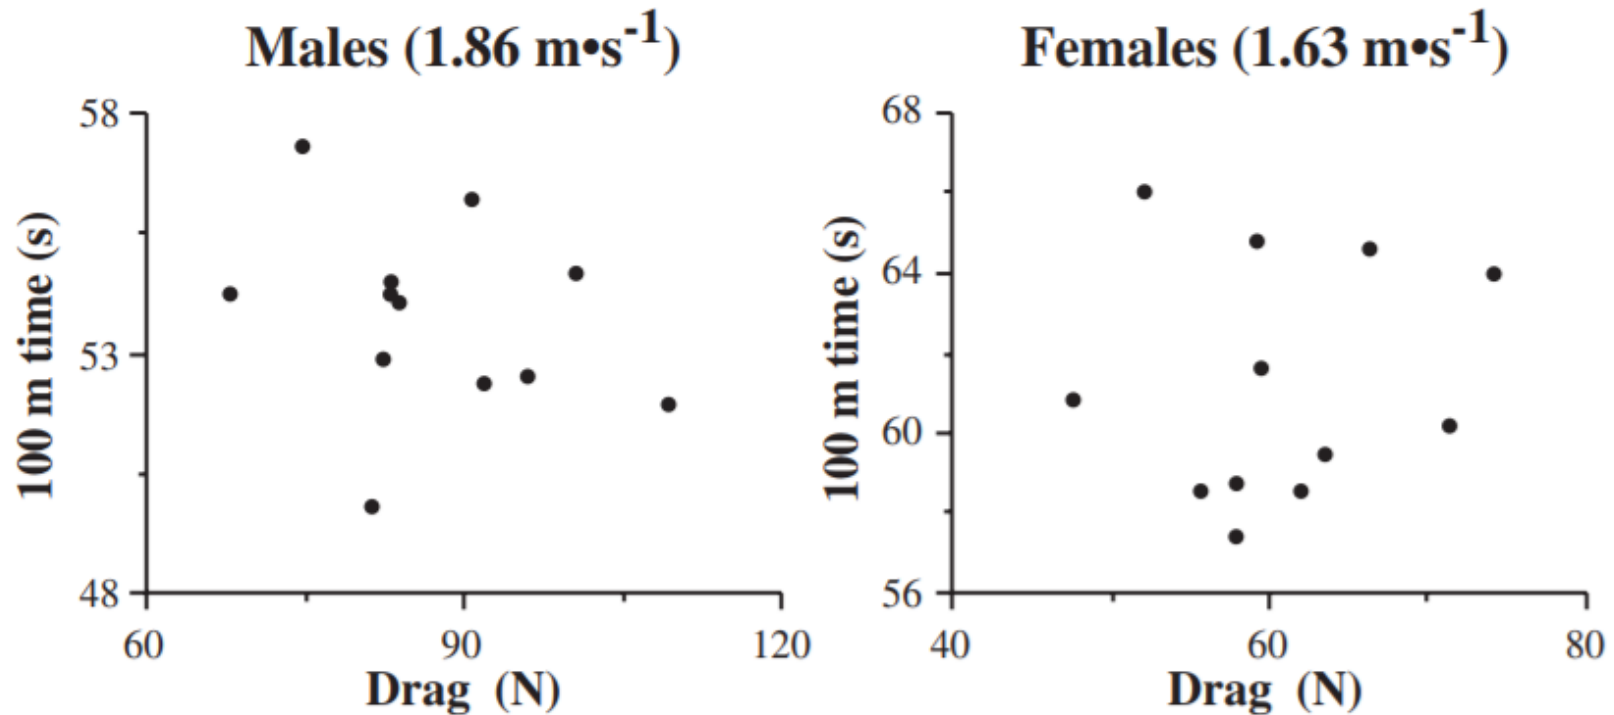 Males (1.86 m•s-1)
58
53
48
100 m time (s)
60
90
120
Drag (N)
Females (1.63 m•s-1)
68
64
60
56
100 m time (s)
40
60
80
Drag (N)